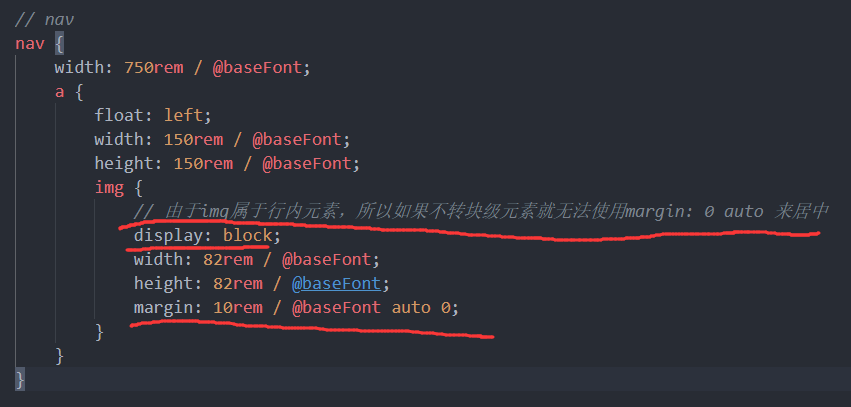 // nav
nav {
width: 750rem / @baseFont;
a {
float: left;
width: 150rem / @baseFont;
height: 150rem / @baseFont;
img {
// 由于img属于行内元素，所以如果不转块级元素就无法使用margin: 0 auto 来居中
display: block;
width: 82rem / @baseFont;
height: 82rem / @baseFont;
margin: 10rem / @baseFont auto 0;
}
}
}